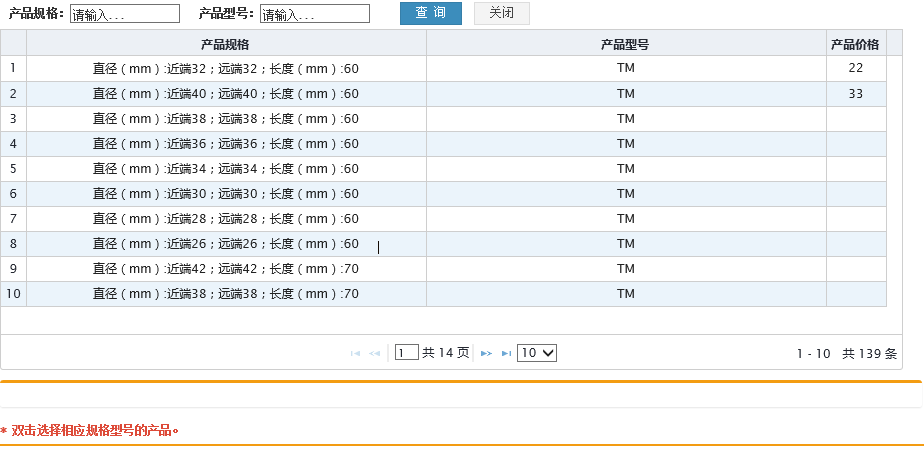 产品规格： 请输入... 产品型号： 请输入... 查 询 关闭
产品规格 产品型号 产品价格
1 直径（mm）:近端32；远端32；长度（mm）:60 TM 22
2 直径（mm）:近端40；远端40；长度（mm）:60 TM 33
3 直径（mm）:近端38；远端38；长度（mm）:60 TM
4 直径（mm）:近端36；远端36；长度（mm）:60 TM
5 直径（mm）:近端34；远端34；长度（mm）:60 TM
6 直径（mm）:近端30；远端30；长度（mm）:60 TM
7 直径（mm）:近端28；远端28；长度（mm）:60 TM
8 直径（mm）:近端26；远端26；长度（mm）:60 TM
9 直径（mm）:近端42；远端42；长度（mm）:70 TM
10 直径（mm）:近端38；远端38；长度（mm）:70 TM
1 共 14 页 10 1 - 10 共 139 条
* 双击选择相应规格型号的产品。